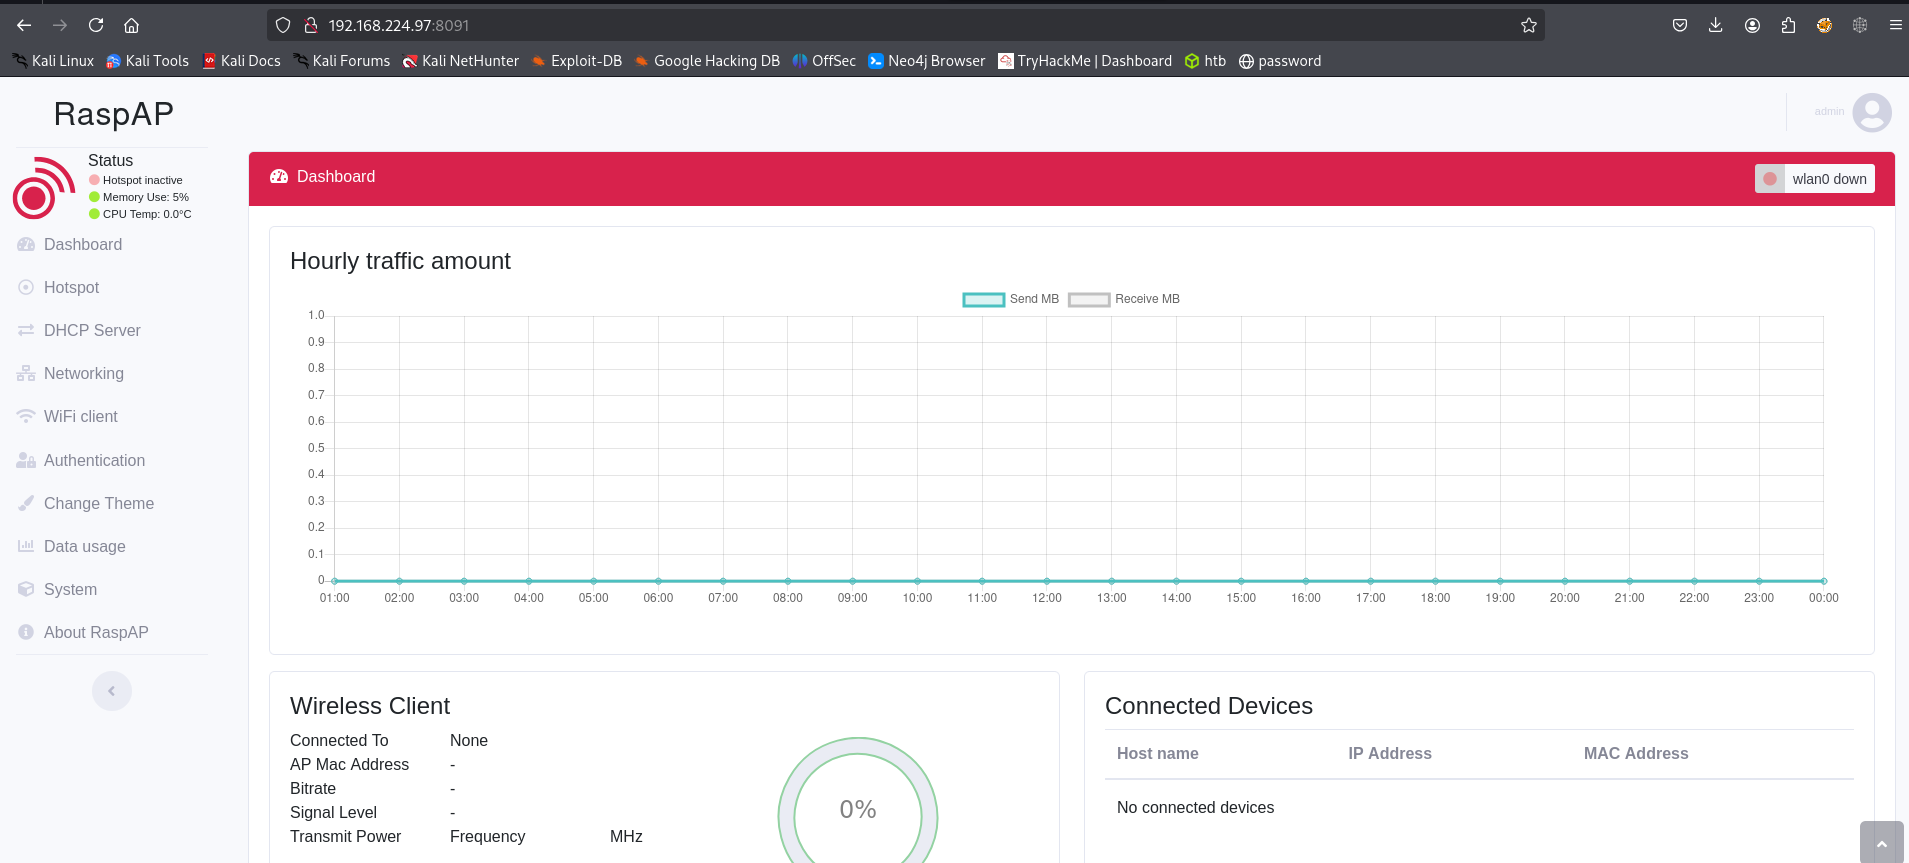 192.168.224.97:8091
Kali Linux Kali Tools Kali Docs Kali Forums Kali NetHunter Exploit-DB Google Hacking DB OffSec Neo4j Browser TryHackMe | Dashboard htb password
RaspAP
admin
Status
Hotspot inactive
Memory Use: 5%
CPU Temp: 0.0°C
Dashboard
Hotspot
DHCP Server
Networking
WiFi client
Authentication
Change Theme
Data usage
System
About RaspAP
Dashboard
wlan0 down
Hourly traffic amount
Send MB Receive MB
1.0
0.9
0.8
0.7
0.6
0.5
0.4
0.3
0.2
0.1
0
01:00 02:00 03:00 04:00 05:00 06:00 07:00 08:00 09:00 10:00 11:00 12:00 13:00 14:00 15:00 16:00 17:00 18:00 19:00 20:00 21:00 22:00 23:00 00:00
Wireless Client
Connected To None
AP Mac Address -
Bitrate -
Signal Level -
Transmit Power Frequency MHz
0%
Connected Devices
Host name IP Address MAC Address
No connected devices